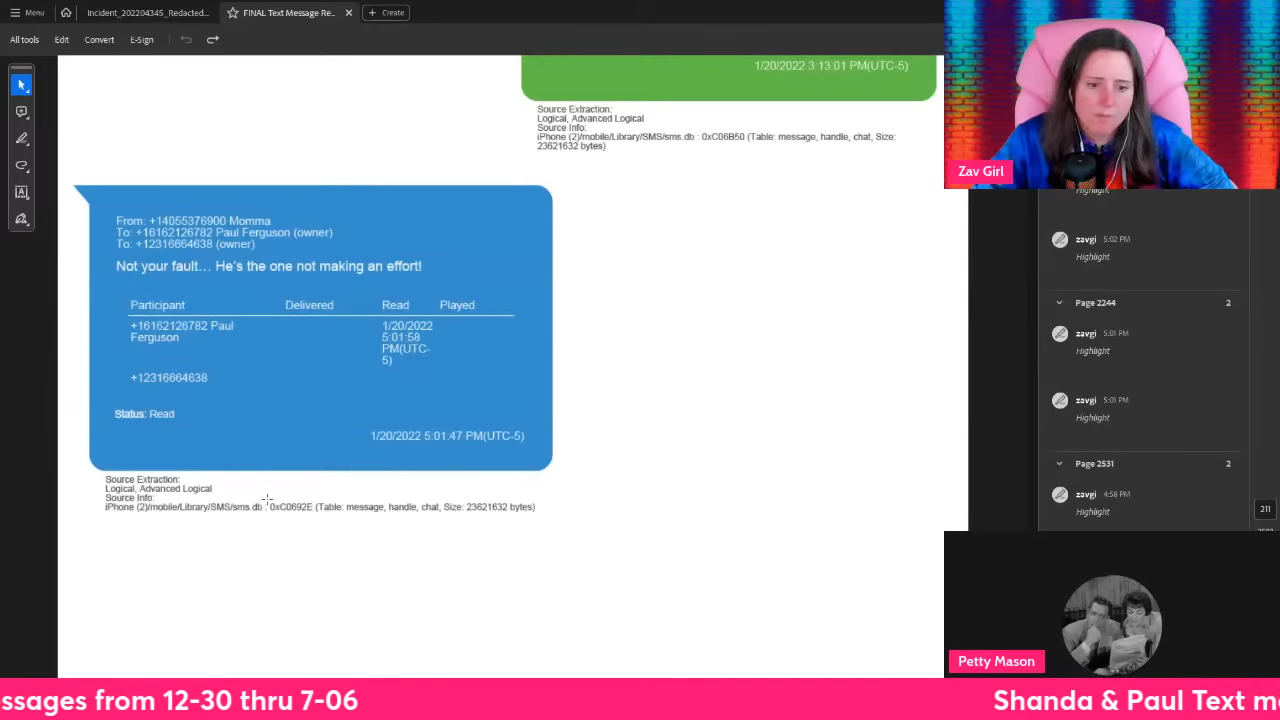 Menu
Incident_202204345_Redacted...
FINAL Text Message Re...
Create
All tools
Edit
Convert
E-Sign
1/20/2022 3 13:01 PM(UTC-5)
Source Extraction:
Logical, Advanced Logical
Source Info:
iPhone (2)/mobile/Library/SMS/sms.db : 0xC06B50 (Table: message, handle, chat, Size:
23621632 bytes)
From: +14055376900 Momma
To: +16162126782 Paul Ferguson (owner)
To: +12316664638 (owner)
Not your fault… He's the one not making an effort!
Participant Delivered Read Played
+16162126782 Paul
Ferguson
1/20/2022
5:01:58
PM(UTC-
5)
+12316664638
Status: Read
1/20/2022 5:01:47 PM(UTC-5)
Source Extraction:
Logical, Advanced Logical
Source Info:
iPhone (2)/mobile/Library/SMS/sms.db : 0xC0692E (Table: message, handle, chat, Size: 23621632 bytes)
Zav Girl
Highlight
zavgi 5:02 PM
Highlight
Page 2244 2
zavgi 5:01 PM
Highlight
zavgi 5:01 PM
Highlight
Page 2531 2
zavgi 4:58 PM
Highlight
211
Petty Mason
ssages from 12-30 thru 7-06
Shanda & Paul Text m